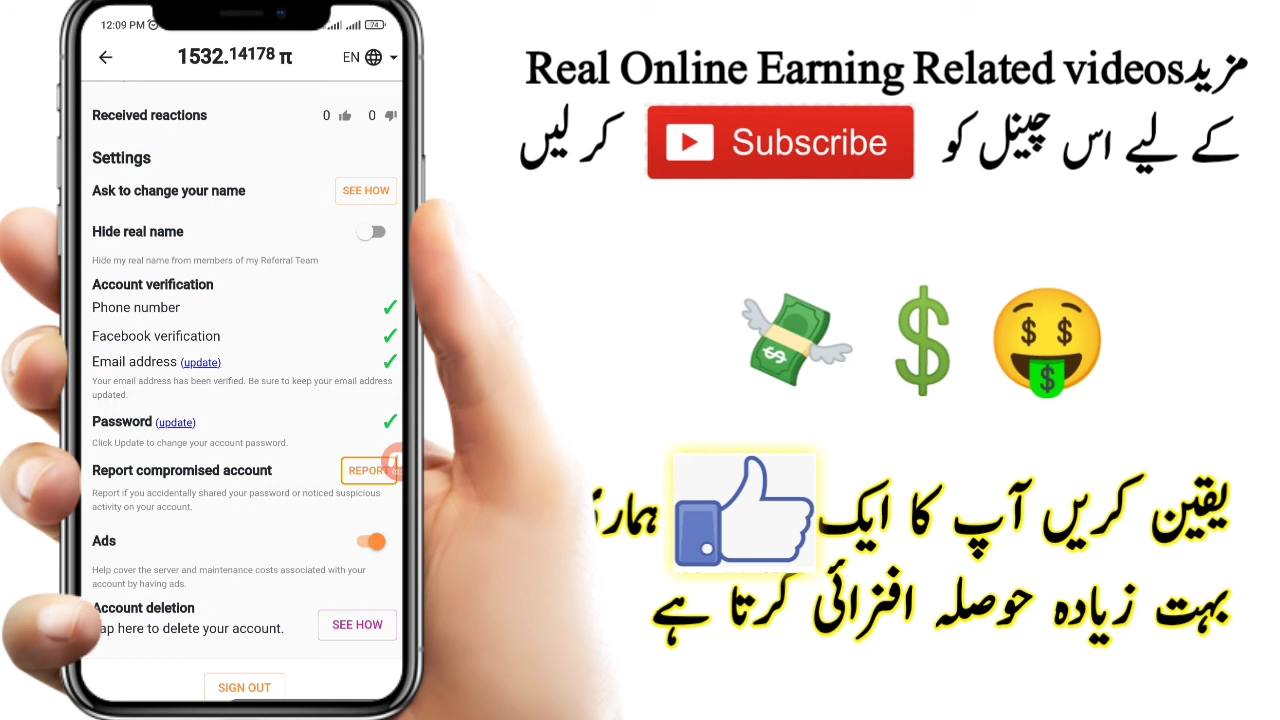 12:09 PM
74
1532.14178 π
EN
Received reactions
0
0
Settings
Ask to change your name
SEE HOW
Hide real name
Hide my real name from members of my Referral Team
Account verification
Phone number
Facebook verification
Email address (update)
Your email address has been verified. Be sure to keep your email address
updated.
Password (update)
Click Update to change your account password.
Report compromised account
REPORT
Report if you accidentally shared your password or noticed suspicious
activity on your account.
Ads
Help cover the server and maintenance costs associated with your
account by having ads.
Account deletion
ap here to delete your account.
SEE HOW
SIGN OUT
مزید Real Online Earning Related videos
کے لیے اس چینل کو Subscribe کر لیں
یقین کریں آپ کا ایک ہماری
بہت زیادہ حوصلہ افزائی کرتا ہے